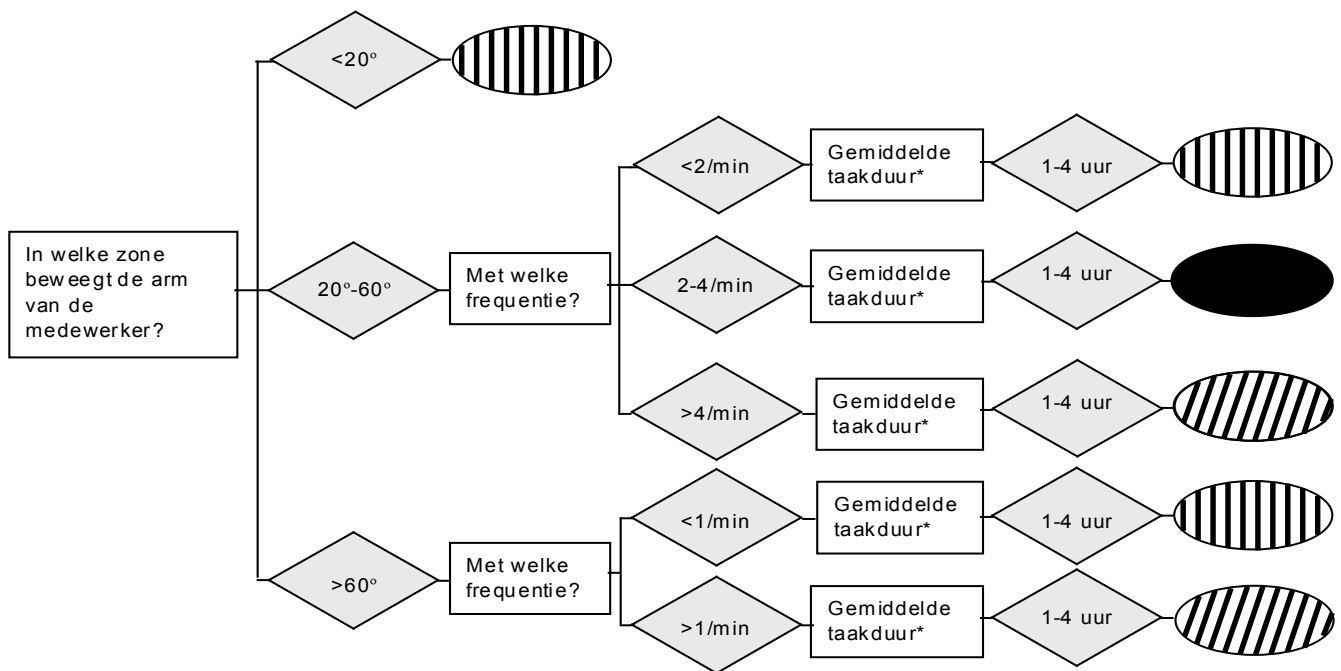 <20°
<2/min
Gemiddelde
taakduur*
1-4 uur
In welke zone
beweegt de arm
van de
medewerker?
20°-60°
Met welke
frequentie?
2-4/min
Gemiddelde
taakduur*
1-4 uur
>4/min
Gemiddelde
taakduur*
1-4 uur
<1/min
Gemiddelde
taakduur*
1-4 uur
>60°
Met welke
frequentie?
>1/min
Gemiddelde
taakduur*
1-4 uur